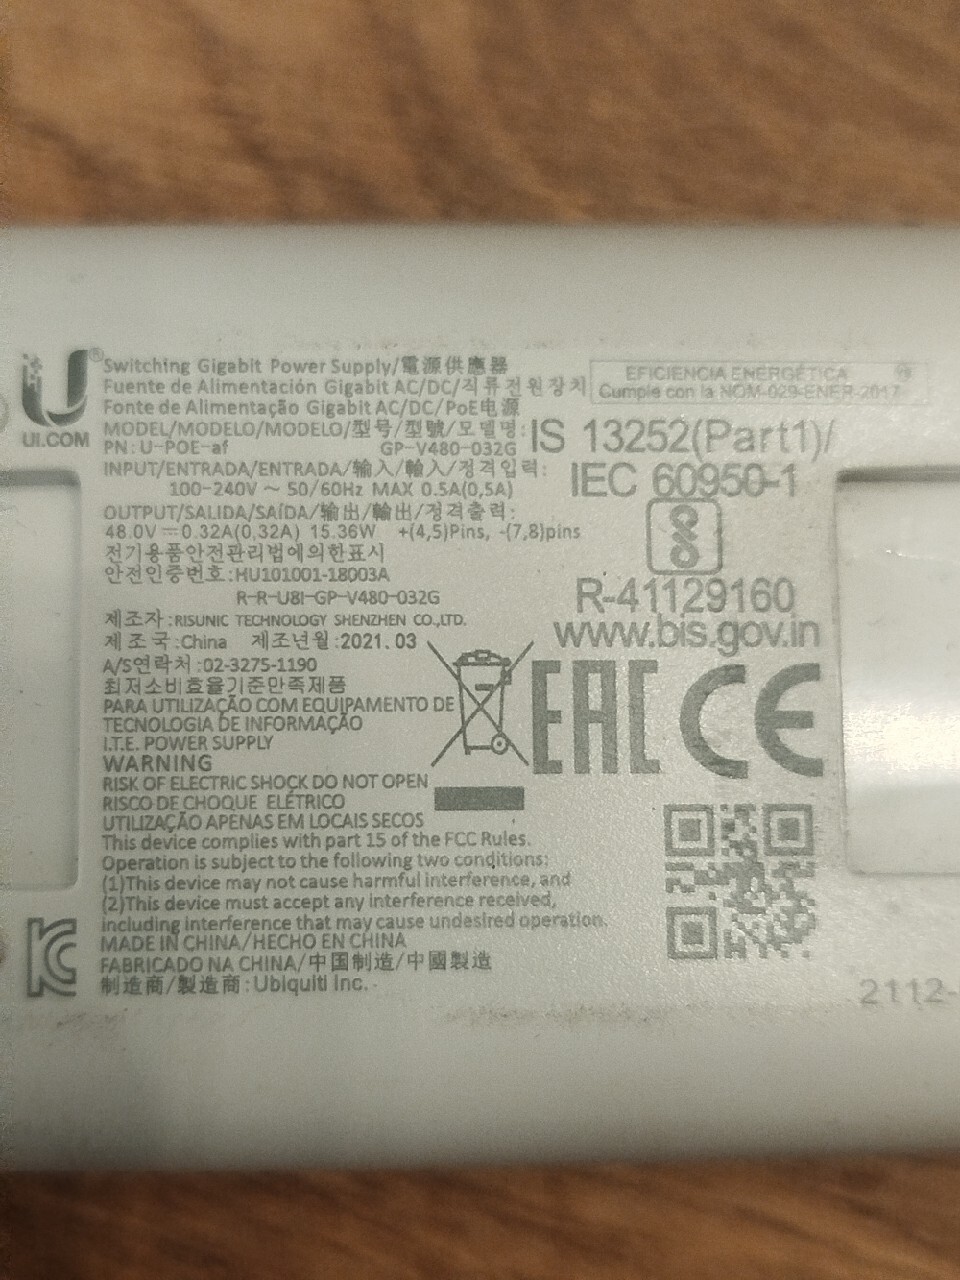 U®
UI.COM
Switching Gigabit Power Supply/電源供應器
Fuente de Alimentación Gigabit AC/DC/직류전원장치
Fonte de Alimentação Gigabit AC/DC/PoE电源
MODEL/MODELO/MODELO/型号/型號/모델명:
PN: U-POE-af GP-V480-032G
INPUT/ENTRADA/ENTRADA/输入/輸入/정격입력:
100-240V ~ 50/60Hz MAX 0.5A(0,5A)
OUTPUT/SALIDA/SAÍDA/输出/輸出/정격출력:
48.0V⎓0.32A(0,32A) 15.36W +(4,5)Pins, -(7,8)pins
전기용품안전관리법에의한표시
안전인증번호:HU101001-18003A
R-R-U8I-GP-V480-032G
제조자:RISUNIC TECHNOLOGY SHENZHEN CO.,LTD.
제조국:China 제조년월:2021.03
A/S연락처:02-3275-1190
최저소비효율기준만족제품
PARA UTILIZAÇÃO COM EQUIPAMENTO DE
TECNOLOGIA DE INFORMAÇÃO
I.T.E. POWER SUPPLY
WARNING
RISK OF ELECTRIC SHOCK DO NOT OPEN
RISCO DE CHOQUE ELÉTRICO
UTILIZAÇÃO APENAS EM LOCAIS SECOS
This device complies with part 15 of the FCC Rules.
Operation is subject to the following two conditions:
(1)This device may not cause harmful interference, and
(2)This device must accept any interference received,
including interference that may cause undesired operation.
MADE IN CHINA/HECHO EN CHINA
FABRICADO NA CHINA/中国制造/中國製造
制造商/製造商:Ubiquiti Inc.
EFICIENCIA ENERGÉTICA
Cumple con la NOM-029-ENER-2017
IS 13252(Part1)/
IEC 60950-1
R-41129160
www.bis.gov.in
EAC CE
KC
2112-